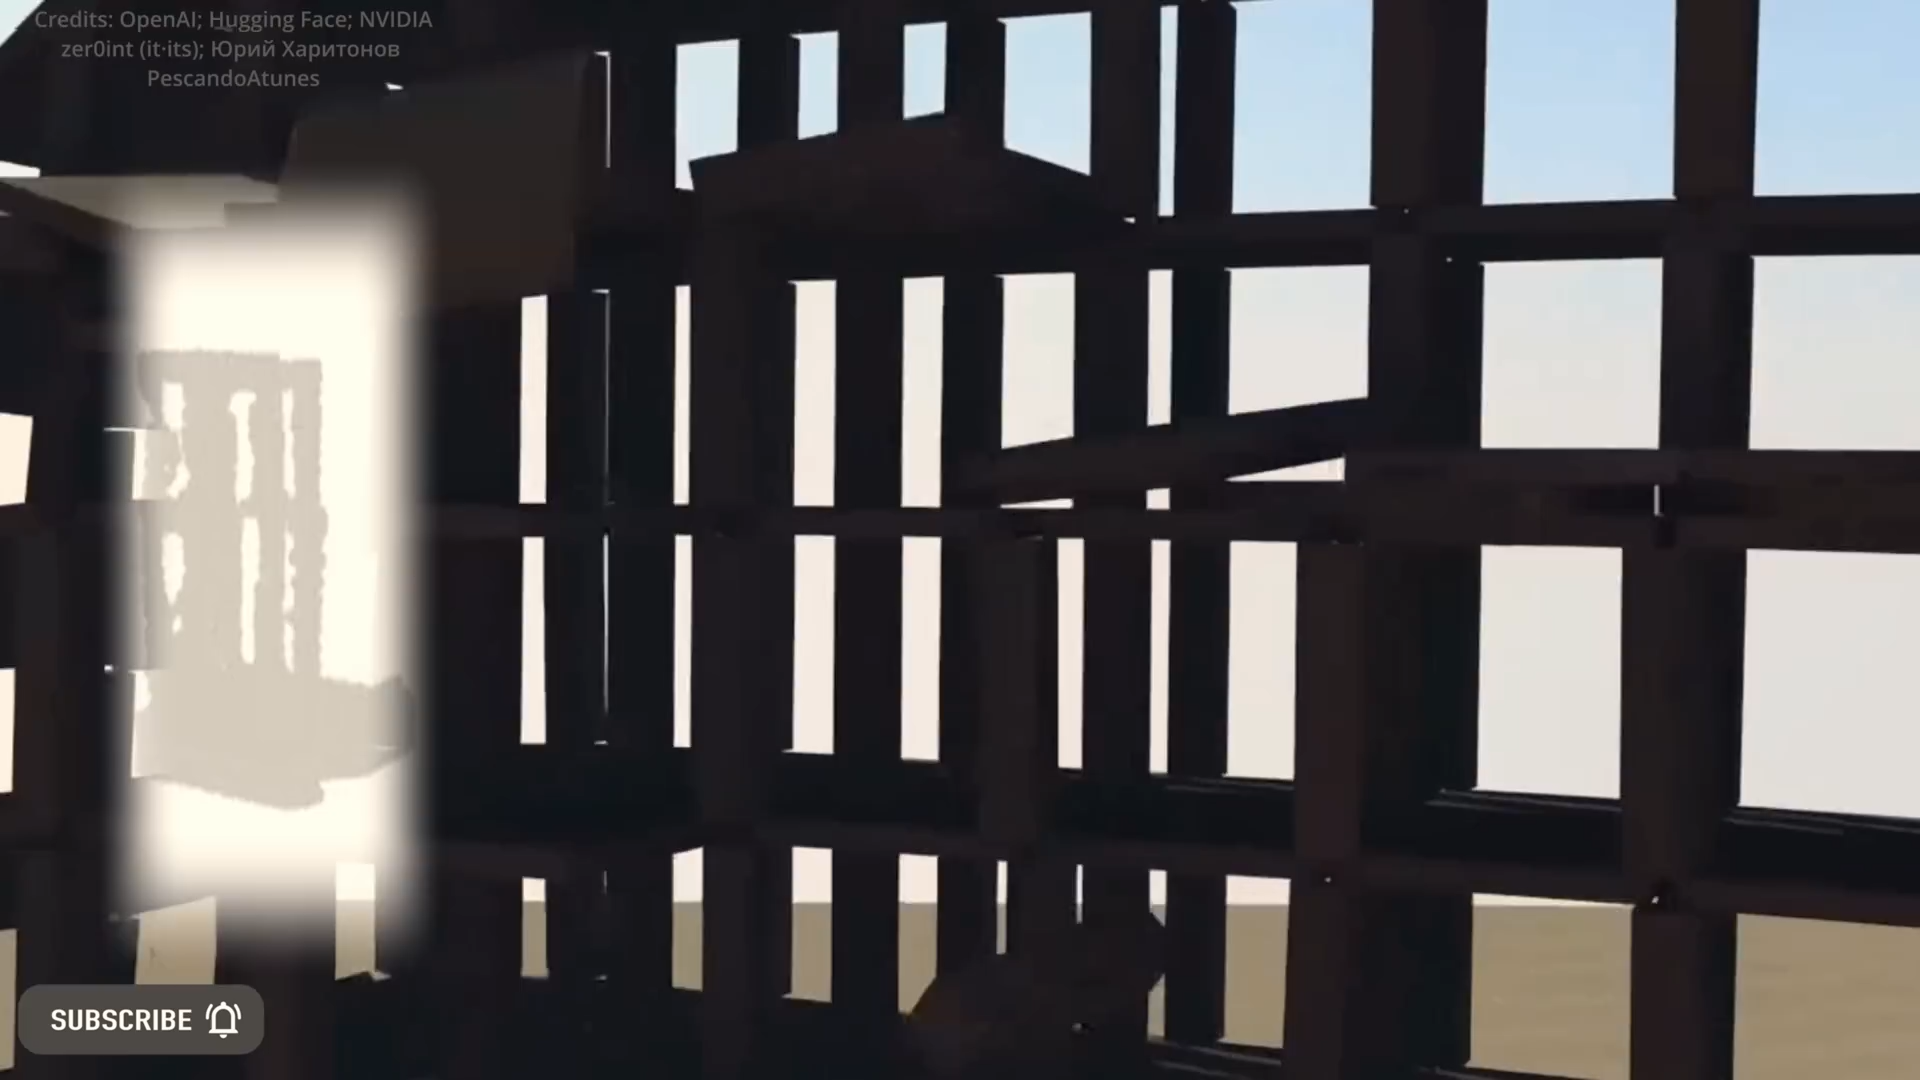 Credits: OpenAI; Hugging Face; NVIDIA
zer0int (it·its); Юрий Харитонов
PescandoAtunes
SUBSCRIBE